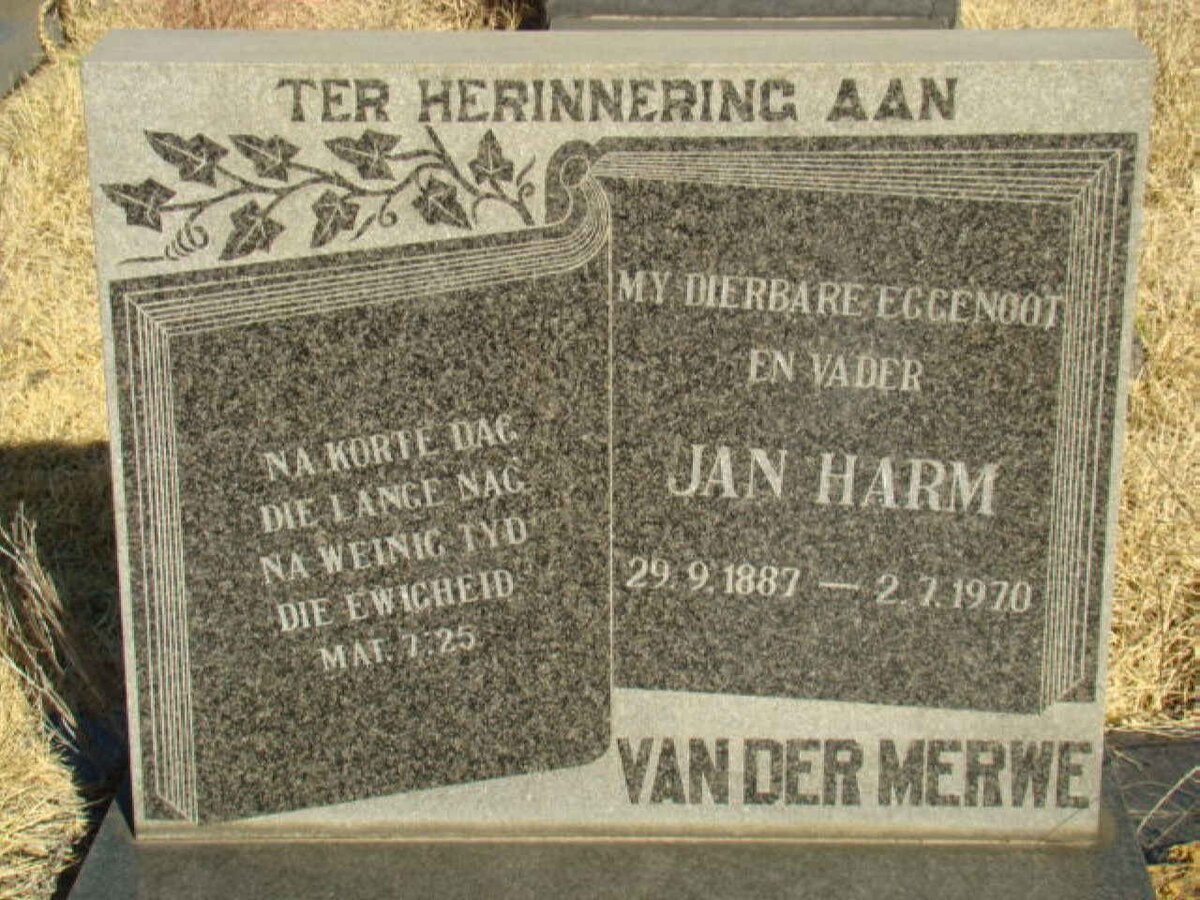 TER HERINNERING AAN
NA KORTE DAG
DIE LANGE NAG
NA WEINIG TYD
DIE EWIGHEID
MAT. 7:25
MY DIERBARE EGGENOOT
EN VADER
JAN HARM
29.9.1887 — 2.7.1970
VAN DER MERWE